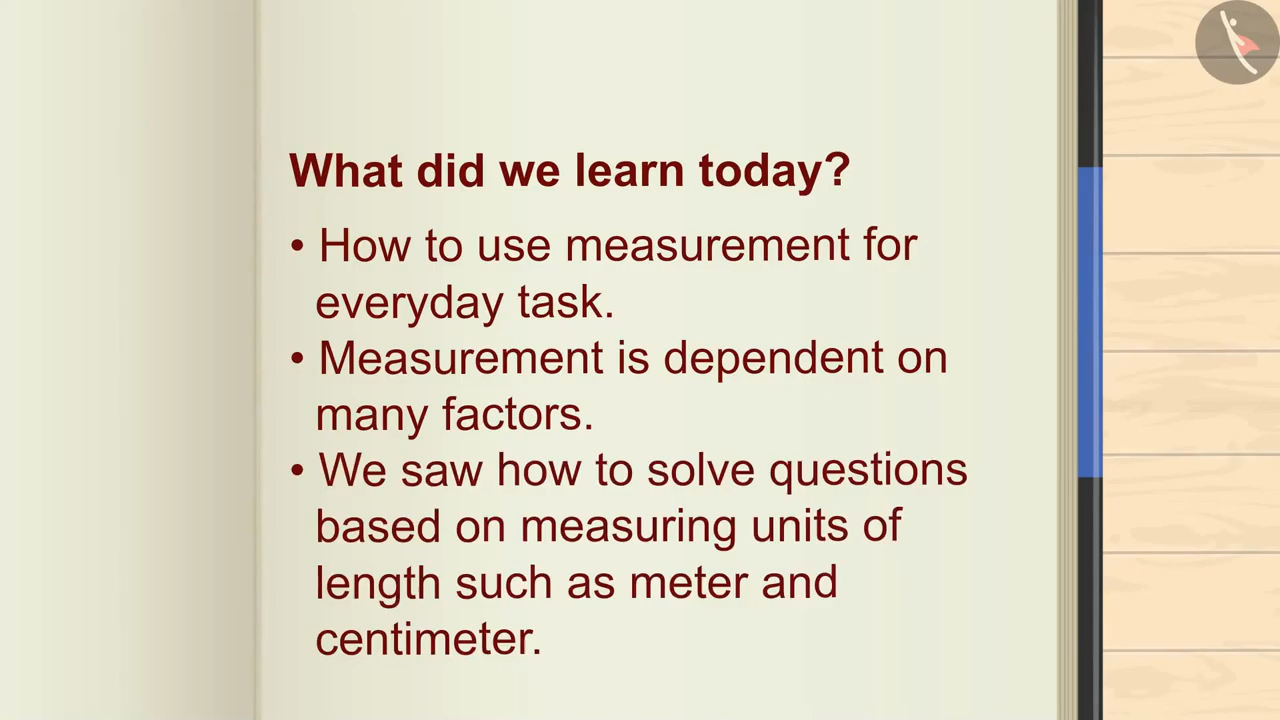 What did we learn today?
• How to use measurement for
everyday task.
• Measurement is dependent on
many factors.
• We saw how to solve questions
based on measuring units of
length such as meter and
centimeter.